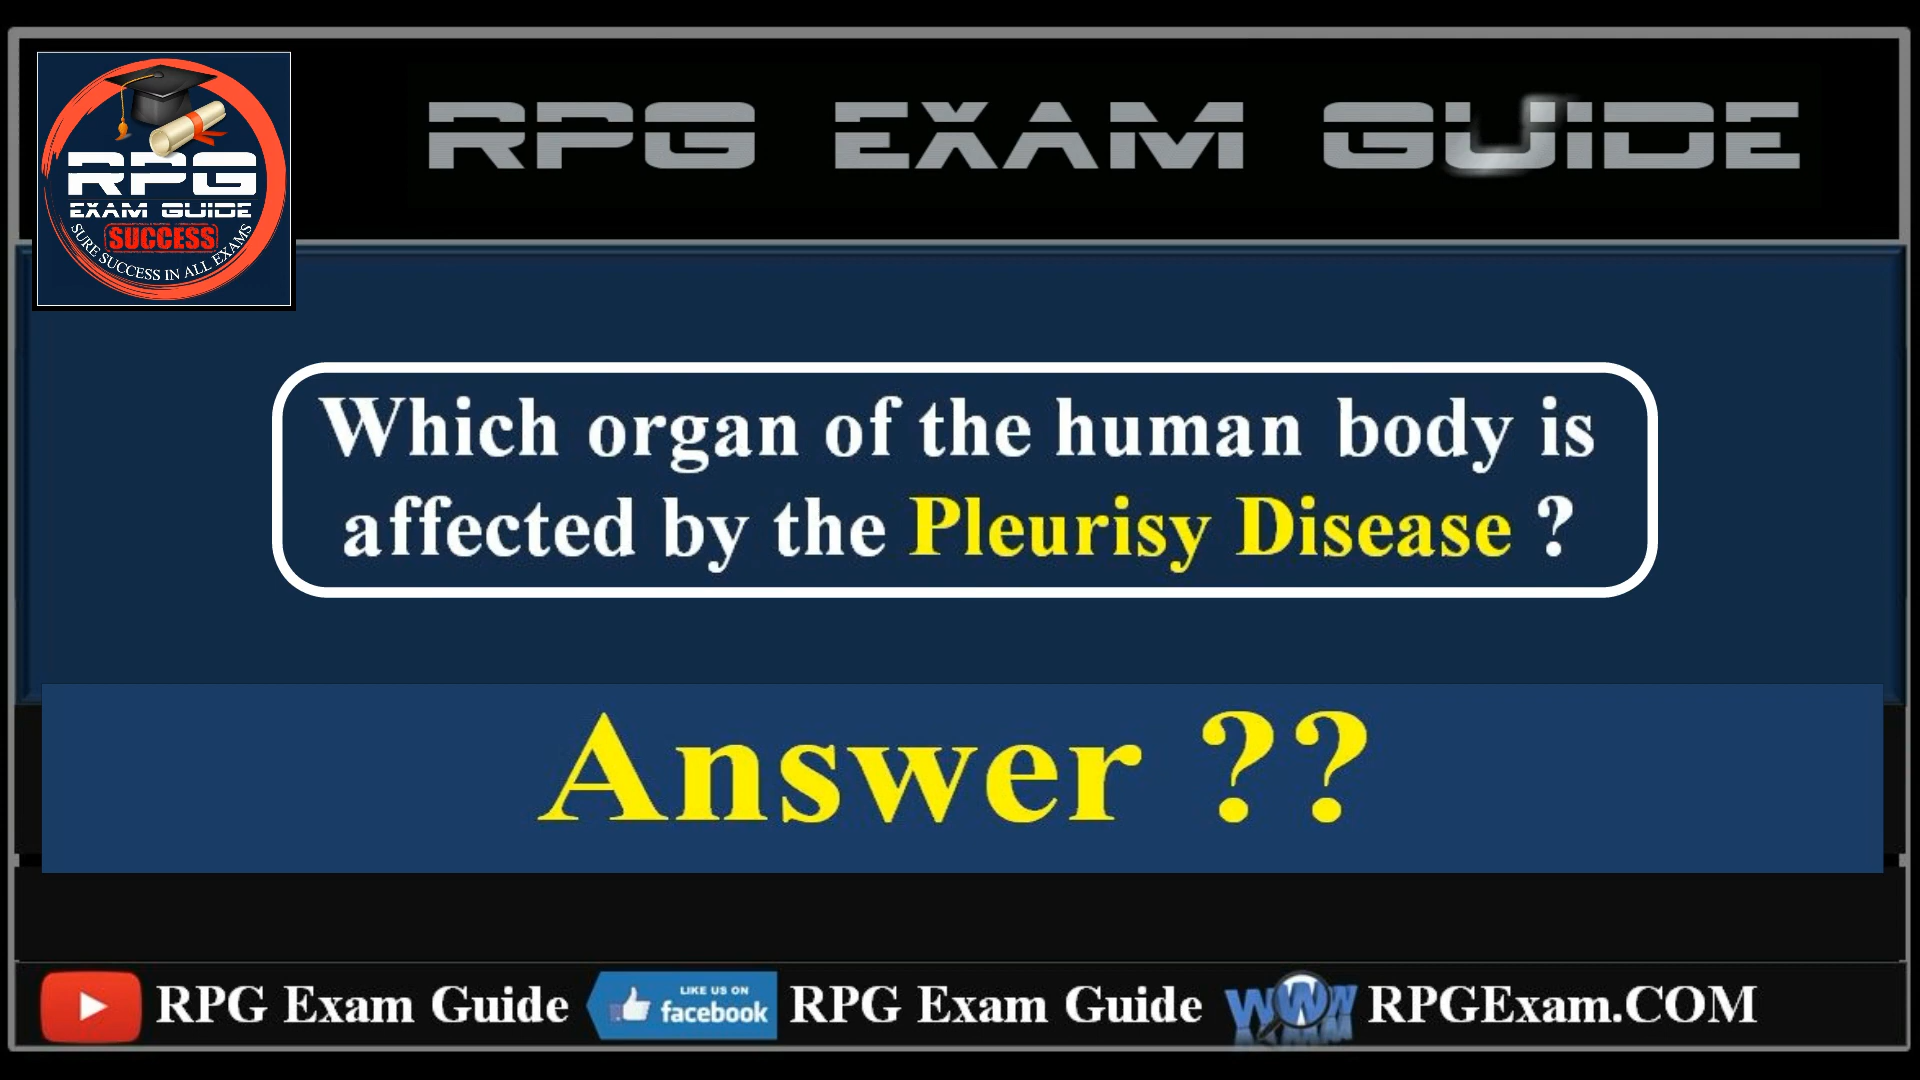 RPG EXAM GUIDE
RPG
EXAM GUIDE
SUCCESS
SURE SUCCESS IN ALL EXAMS
Which organ of the human body is
affected by the Pleurisy Disease ?
Answer ??
RPG Exam Guide
LIKE US ON
facebook
RPG Exam Guide
WWW
RPGExam.COM